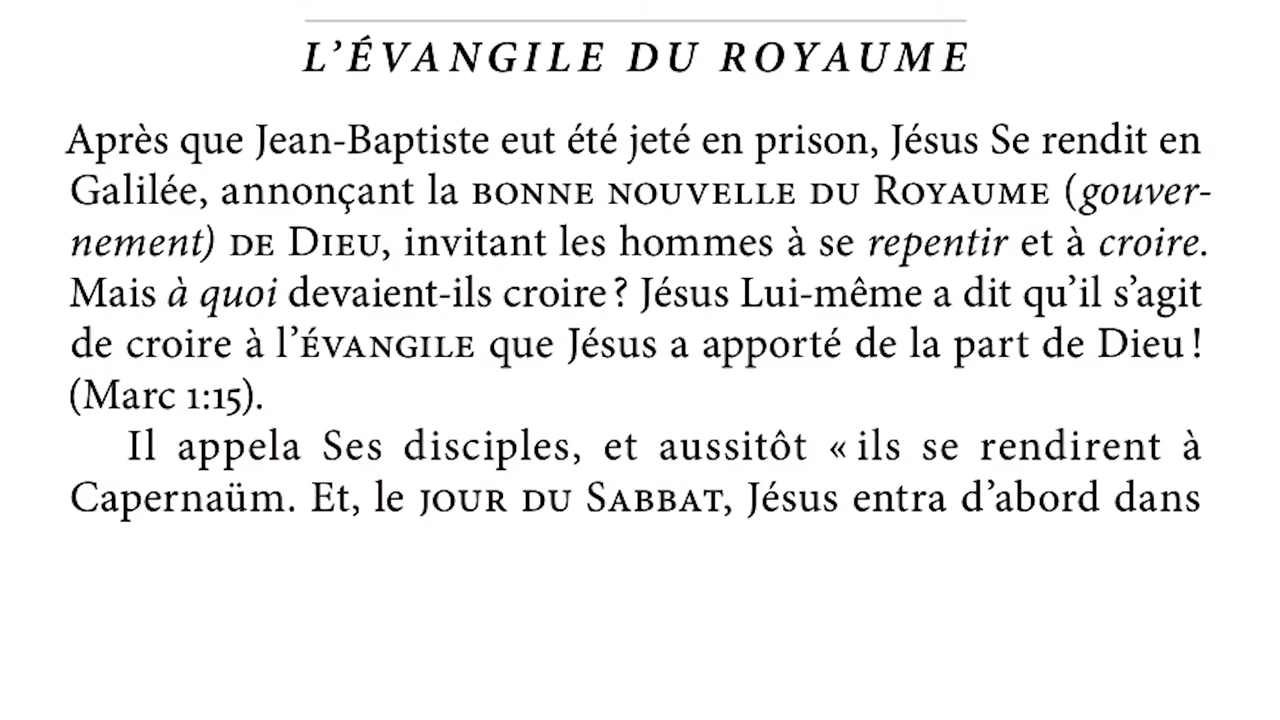 L’ÉVANGILE DU ROYAUME
Après que Jean-Baptiste eut été jeté en prison, Jésus Se rendit en
Galilée, annonçant la BONNE NOUVELLE DU ROYAUME (gouver-
nement) DE DIEU, invitant les hommes à se repentir et à croire.
Mais à quoi devaient-ils croire ? Jésus Lui-même a dit qu’il s’agit
de croire à l’ÉVANGILE que Jésus a apporté de la part de Dieu !
(Marc 1:15).
Il appela Ses disciples, et aussitôt « ils se rendirent à
Capernaüm. Et, le JOUR DU SABBAT, Jésus entra d’abord dans